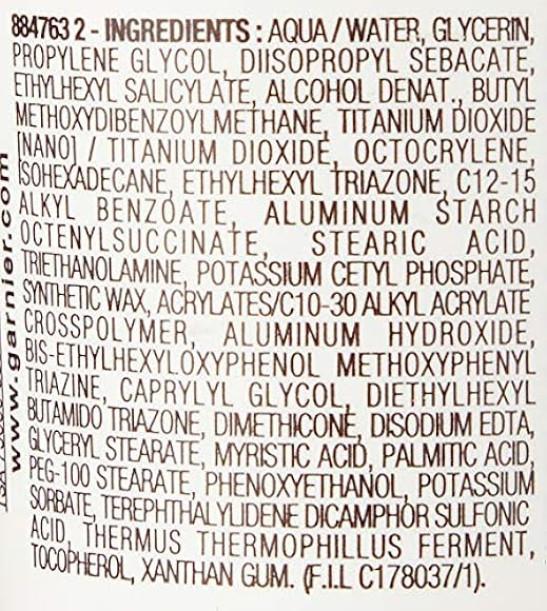 884763 2 - INGREDIENTS : AQUA / WATER, GLYCERIN,
PROPYLENE GLYCOL, DIISOPROPYL SEBACATE,
ETHYLHEXYL SALICYLATE, ALCOHOL DENAT., BUTYL
METHOXYDIBENZOYLMETHANE, TITANIUM DIOXIDE
[NANO] / TITANIUM DIOXIDE, OCTOCRYLENE,
ISOHEXADECANE, ETHYLHEXYL TRIAZONE, C12-15
ALKYL BENZOATE, ALUMINUM STARCH
OCTENYLSUCCINATE, STEARIC ACID,
TRIETHANOLAMINE, POTASSIUM CETYL PHOSPHATE,
SYNTHETIC WAX, ACRYLATES/C10-30 ALKYL ACRYLATE
CROSSPOLYMER, ALUMINUM HYDROXIDE,
BIS-ETHYLHEXYLOXYPHENOL METHOXYPHENYL
TRIAZINE, CAPRYLYL GLYCOL, DIETHYLHEXYL
BUTAMIDO TRIAZONE, DIMETHICONE, DISODIUM EDTA,
GLYCERYL STEARATE, MYRISTIC ACID, PALMITIC ACID,
PEG-100 STEARATE, PHENOXYETHANOL, POTASSIUM
SORBATE, TEREPHTHALYLIDENE DICAMPHOR SULFONIC
ACID, THERMUS THERMOPHILLUS FERMENT,
TOCOPHEROL, XANTHAN GUM. (F.I.L C178037/1).
www.garnier.com